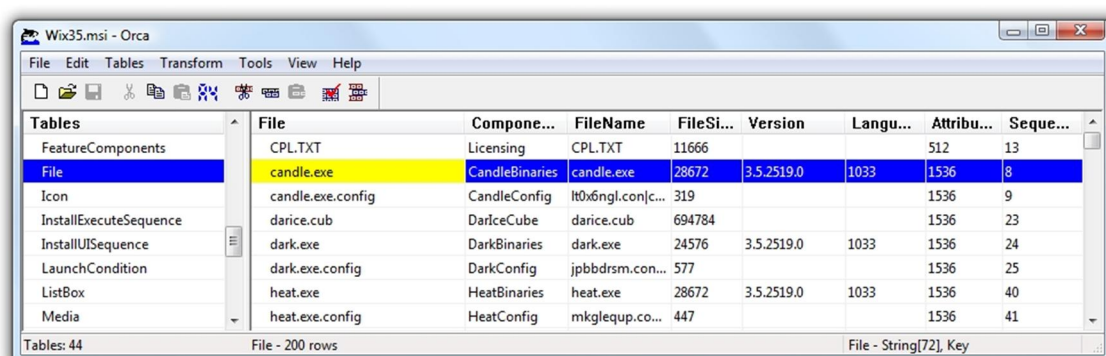 Wix35.msi - Orca
File Edit Tables Transform Tools View Help
Tables File Compone... FileName FileSi... Version Langu... Attribu... Seque...
FeatureComponents CPL.TXT Licensing CPL.TXT 11666 512 13
File candle.exe CandleBinaries candle.exe 28672 3.5.2519.0 1033 1536 8
Icon candle.exe.config CandleConfig lt0x6ngl.con|c... 319 1536 9
InstallExecuteSequence darice.cub DarIceCube darice.cub 694784 1536 23
InstallUISequence dark.exe DarkBinaries dark.exe 24576 3.5.2519.0 1033 1536 24
LaunchCondition dark.exe.config DarkConfig jpbbdrsm.con... 577 1536 25
ListBox heat.exe HeatBinaries heat.exe 28672 3.5.2519.0 1033 1536 40
Media heat.exe.config HeatConfig mkglequp.co... 447 1536 41
Tables: 44 File - 200 rows File - String[72], Key